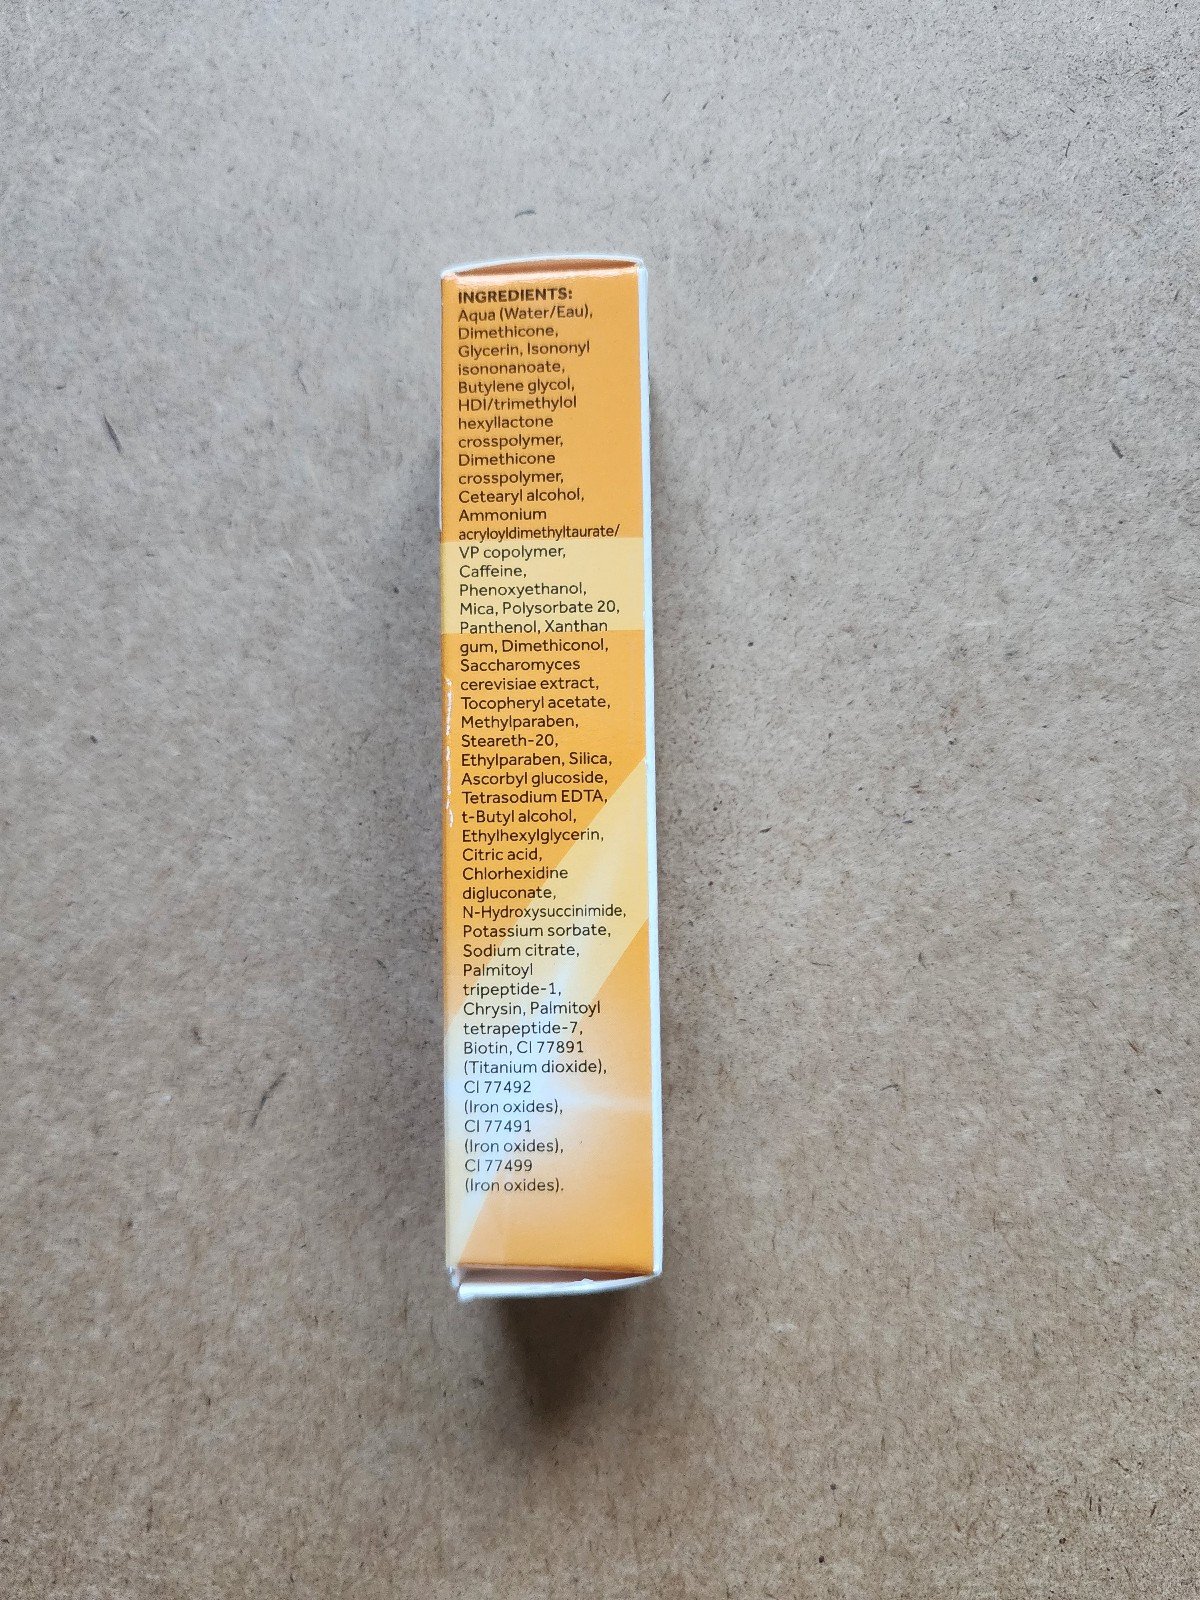 INGREDIENTS:
Aqua (Water/Eau),
Dimethicone,
Glycerin, Isononyl
isononanoate,
Butylene glycol,
HDI/trimethylol
hexyllactone
crosspolymer,
Dimethicone
crosspolymer,
Cetearyl alcohol,
Ammonium
acryloyldimethyltaurate/
VP copolymer,
Caffeine,
Phenoxyethanol,
Mica, Polysorbate 20,
Panthenol, Xanthan
gum, Dimethiconol,
Saccharomyces
cerevisiae extract,
Tocopheryl acetate,
Methylparaben,
Steareth-20,
Ethylparaben, Silica,
Ascorbyl glucoside,
Tetrasodium EDTA,
t-Butyl alcohol,
Ethylhexylglycerin,
Citric acid,
Chlorhexidine
digluconate,
N-Hydroxysuccinimide,
Potassium sorbate,
Sodium citrate,
Palmitoyl
tripeptide-1,
Chrysin, Palmitoyl
tetrapeptide-7,
Biotin, CI 77891
(Titanium dioxide),
CI 77492
(Iron oxides),
CI 77491
(Iron oxides),
CI 77499
(Iron oxides).